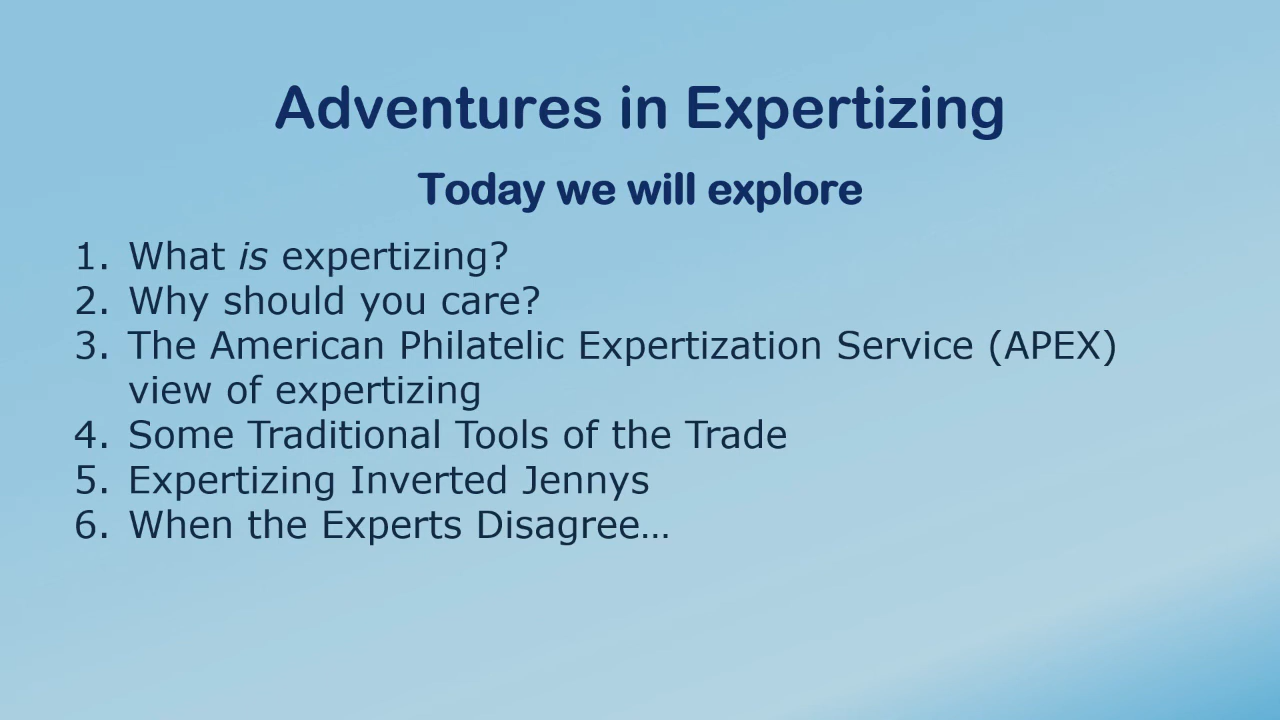 Adventures in Expertizing
Today we will explore
1. What is expertizing?
2. Why should you care?
3. The American Philatelic Expertization Service (APEX)
view of expertizing
4. Some Traditional Tools of the Trade
5. Expertizing Inverted Jennys
6. When the Experts Disagree…